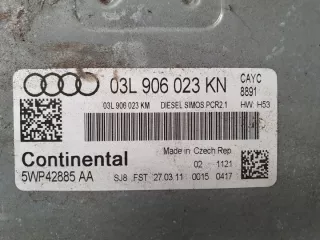 03L 906 023 KN
CAYC
8891
03L 906 023 KM DIESEL SIMOS PCR2.1 HW: H53
Continental
Made in Czech Rep.
02 1121
5WP42885 AA SJ8 .FST 27.03.11 0015 0417